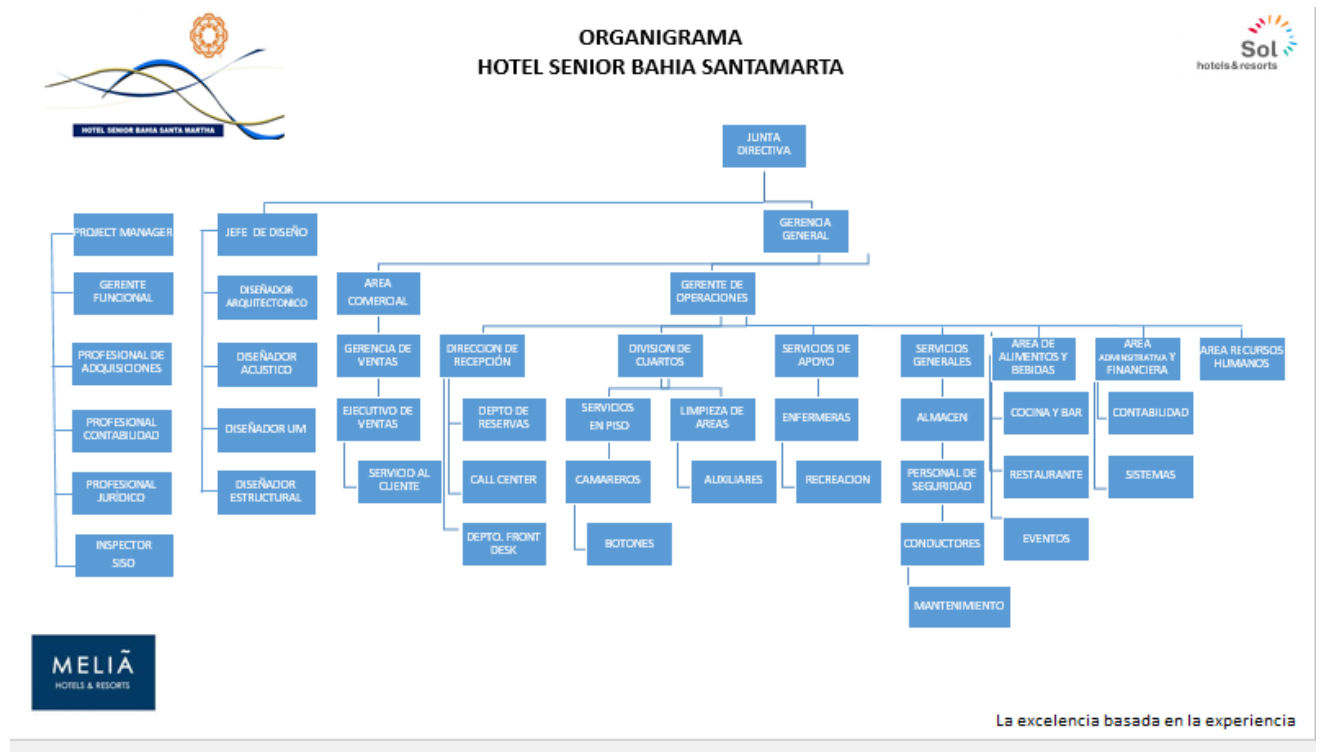 ORGANIGRAMA
HOTEL SENIOR BAHIA SANTAMARTA
Sol
hotels & resorts
HOTEL SENIOR BAHIA SANTA MARTHA
JUNTA
DIRECTIVA
GERENCIA
GENERAL
PROJECT MANAGER
GERENTE
FUNCIONAL
PROFESIONAL DE
ADQUISICIONES
PROFESIONAL
CONTABILIDAD
PROFESIONAL
JURÍDICO
INSPECTOR
SISO
JEFE DE DISEÑO
DISEÑADOR
ARQUITECTONICO
DISEÑADOR
ACUSTICO
DISEÑADOR UM
DISEÑADOR
ESTRUCTURAL
AREA
COMERCIAL
GERENCIA DE
VENTAS
EJECUTIVO DE
VENTAS
SERVICIO AL
CLIENTE
GERENTE DE
OPERACIONES
DIRECCION DE
RECEPCIÓN
DEPTO DE
RESERVAS
CALL CENTER
DEPTO. FRONT
DESK
DIVISION DE
CUARTOS
SERVICIOS
EN PISO
CAMAREROS
BOTONES
LIMPIEZA DE
AREAS
AUXILIARES
SERVICIOS DE
APOYO
ENFERMERAS
RECREACION
SERVICIOS
GENERALES
ALMACEN
PERSONAL DE
SEGURIDAD
CONDUCTORES
MANTENIMIENTO
AREA DE
ALIMENTOS Y
BEBIDAS
COCINA Y BAR
RESTAURANTE
EVENTOS
AREA
ADMINSITRATIVA Y
FINANCIERA
CONTABILIDAD
SISTEMAS
AREA RECURSOS
HUMANOS
MELIÃ
HOTELS & RESORTS
La excelencia basada en la experiencia